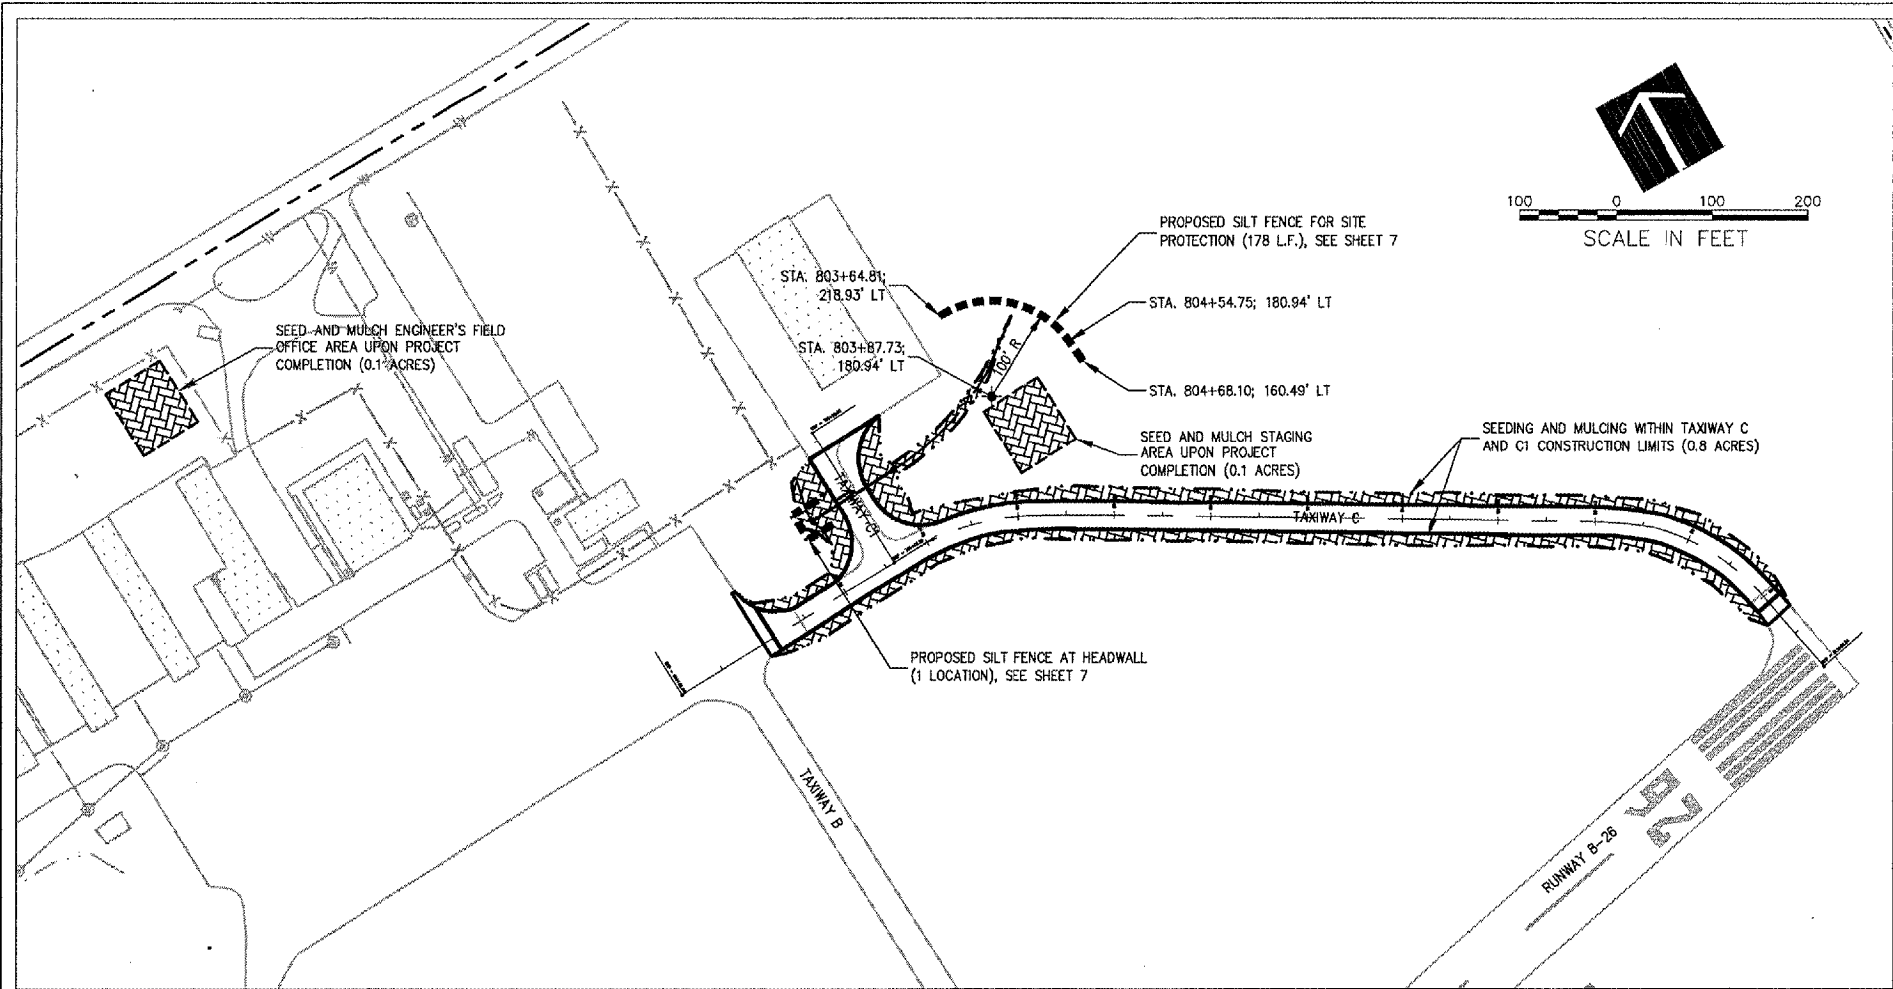 100 0 100 200
SCALE IN FEET
PROPOSED SILT FENCE FOR SITE
PROTECTION (178 L.F.), SEE SHEET 7
STA. 803+64.81;
218.93' LT
STA. 804+54.75; 180.94' LT
SEED AND MULCH ENGINEER'S FIELD
OFFICE AREA UPON PROJECT
COMPLETION (0.1 ACRES)
STA. 803+87.73;
180.94' LT
100' R
STA. 804+68.10; 160.49' LT
SEED AND MULCH STAGING
AREA UPON PROJECT
COMPLETION (0.1 ACRES)
SEEDING AND MULCING WITHIN TAXIWAY C
AND C1 CONSTRUCTION LIMITS (0.8 ACRES)
TAXIWAY C1
TAXIWAY C
PROPOSED SILT FENCE AT HEADWALL
(1 LOCATION), SEE SHEET 7
TAXIWAY B
26
RUNWAY 8-26